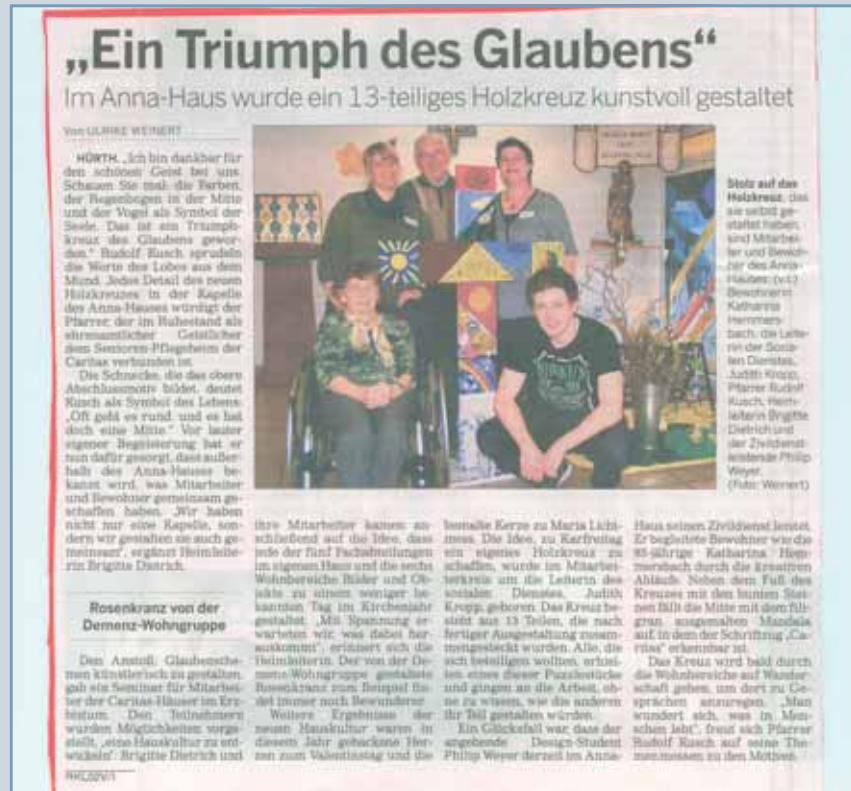 „Ein Triumph des Glaubens“
Im Anna-Haus wurde ein 13-teiliges Holzkreuz kunstvoll gestaltet
Von ULRIKE WEINERT
HÜRTH. „Ich bin dankbar für
den schönen Geist bei uns.
Schauen Sie mal: die Farben,
der Regenbogen in der Mitte
und der Vogel als Symbol der
Seele. Das ist ein Triumph-
kreuz des Glaubens gewor-
den.“ Rudolf Kusch sprudeln
die Worte des Lobes aus dem
Mund. Jedes Detail des neuen
Holzkreuzes in der Kapelle
des Anna-Hauses würdigt der
Pfarrer, der im Ruhestand als
ehrenamtlicher Geistlicher
dem Senioren-Pflegeheim der
Caritas verbunden ist.
Die Schnecke, die das obere
Abschlussmotiv bildet, deutet
Kusch als Symbol des Lebens.
„Oft geht es rund, und es hat
doch eine Mitte.“ Vor lauter
eigener Begeisterung hat er
nun dafür gesorgt, dass außer-
halb des Anna-Hauses be-
kannt wird, was Mitarbeiter
und Bewohner gemeinsam ge-
schaffen haben. „Wir haben
nicht nur eine Kapelle, son-
dern wir gestalten sie auch ge-
meinsam“, ergänzt Heimleite-
rin Brigitte Dietrich.
Rosenkranz von der
Demenz-Wohngruppe
Den Anstoß, Glaubensthe-
men künstlerisch zu gestalten,
gab ein Seminar für Mitarbei-
ter der Caritas-Häuser im Erz-
bistum. Den Teilnehmern
wurden Möglichkeiten vorge-
stellt, „eine Hauskultur zu ent-
wickeln“. Brigitte Dietrich und
ihre Mitarbeiter kamen an-
schließend auf die Idee, dass
jede der fünf Fachabteilungen
im eigenen Haus und die sechs
Wohnbereiche Bilder und Ob-
jekte zu einem weniger be-
kannten Tag im Kirchenjahr
gestaltet. „Mit Spannung er-
warteten wir, was dabei her-
auskommt“, erinnert sich die
Heimleiterin. Der von der De-
menz-Wohngruppe gestaltete
Rosenkranz zum Beispiel fin-
det immer noch Bewunderer.
Weitere Ergebnisse der
neuen Hauskultur waren in
diesem Jahr gebackene Her-
zen zum Valentinstag und die
bemalte Kerze zu Maria Licht-
mess. Die Idee, zu Karfreitag
ein eigenes Holzkreuz zu
schaffen, wurde im Mitarbei-
terkreis um die Leiterin des
sozialen Dienstes, Judith
Kropp, geboren. Das Kreuz be-
steht aus 13 Teilen, die nach
fertiger Ausgestaltung zusam-
mengesteckt wurden. Alle, die
sich beteiligen wollten, erhiel-
ten eines dieser Puzzlestücke
und gingen an die Arbeit, oh-
ne zu wissen, wie die anderen
ihr Teil gestalten würden.
Ein Glücksfall war, dass der
angehende Design-Student
Philip Weyer derzeit im Anna-
Haus seinen Zivildienst leistet.
Er begleitete Bewohner wie die
85-jährige Katharina Hem-
mersbach durch die kreativen
Abläufe. Neben dem Fuß des
Kreuzes mit den bunten Stei-
nen fällt die Mitte mit dem fili-
gran ausgemalten Mandala
auf, in dem der Schriftzug „Ca-
ritas“ erkennbar ist.
Das Kreuz wird bald durch
die Wohnbereiche auf Wander-
schaft gehen, um dort zu Ge-
sprächen anzuregen. „Man
wundert sich, was in Men-
schen lebt“, freut sich Pfarrer
Rudolf Kusch auf seine The-
menmessen zu den Motiven.
Stolz auf das
Holzkreuz, das
sie selbst ge-
staltet haben,
sind Mitarbei-
ter und Bewoh-
ner des Anna-
Hauses: (v.l.)
Bewohnerin
Katharina
Hemmers-
bach, die Leite-
rin der Sozia-
len Dienstes,
Judith Kropp,
Pfarrer Rudolf
Kusch, Heim-
leiterin Brigitte
Dietrich und
der Zivildienst-
leistende Philip
Weyer.
(Foto: Weinert)